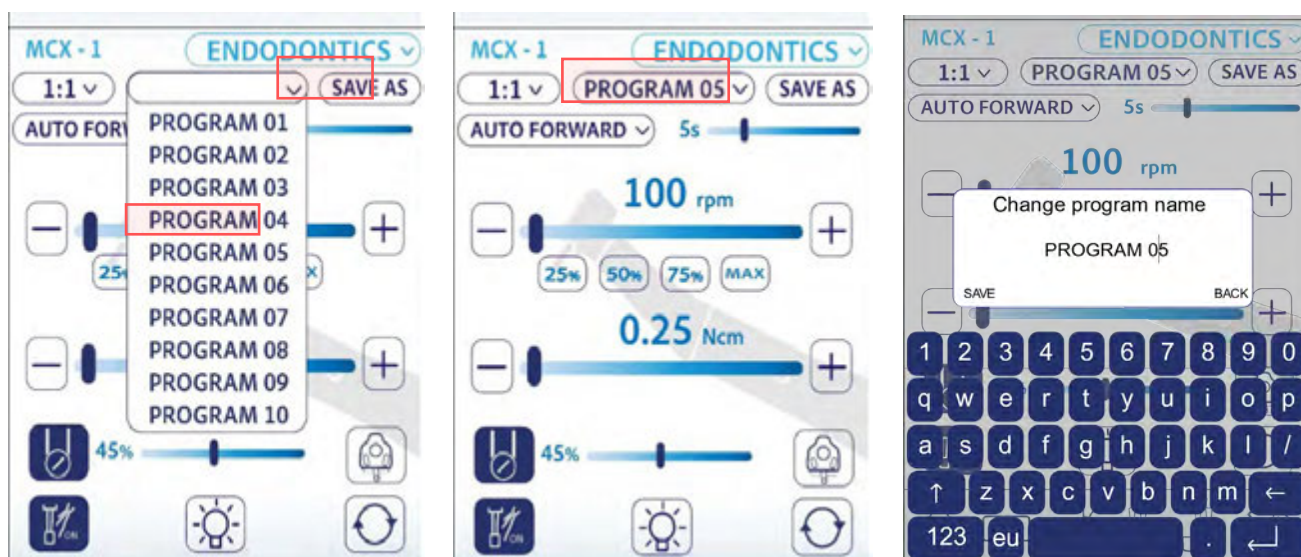 MCX - 1 ENDODONTICS
1:1 SAVE AS
AUTO FORW
PROGRAM 01
PROGRAM 02
PROGRAM 03
PROGRAM 04
PROGRAM 05
PROGRAM 06
PROGRAM 07
PROGRAM 08
PROGRAM 09
PROGRAM 10
25
X
45%
ON
MCX - 1 ENDODONTICS
1:1 PROGRAM 05 SAVE AS
AUTO FORWARD 5s
100 rpm
25% 50% 75% MAX
0.25 Ncm
45%
ON
MCX - 1 ENDODONTICS
1:1 PROGRAM 05 SAVE AS
AUTO FORWARD 5s
100 rpm
Change program name
PROGRAM 05
SAVE BACK
1 2 3 4 5 6 7 8 9 0
q w e r t y u i o p
a s d f g h j k l /
↑ z x c v b n m ←
123 eu .